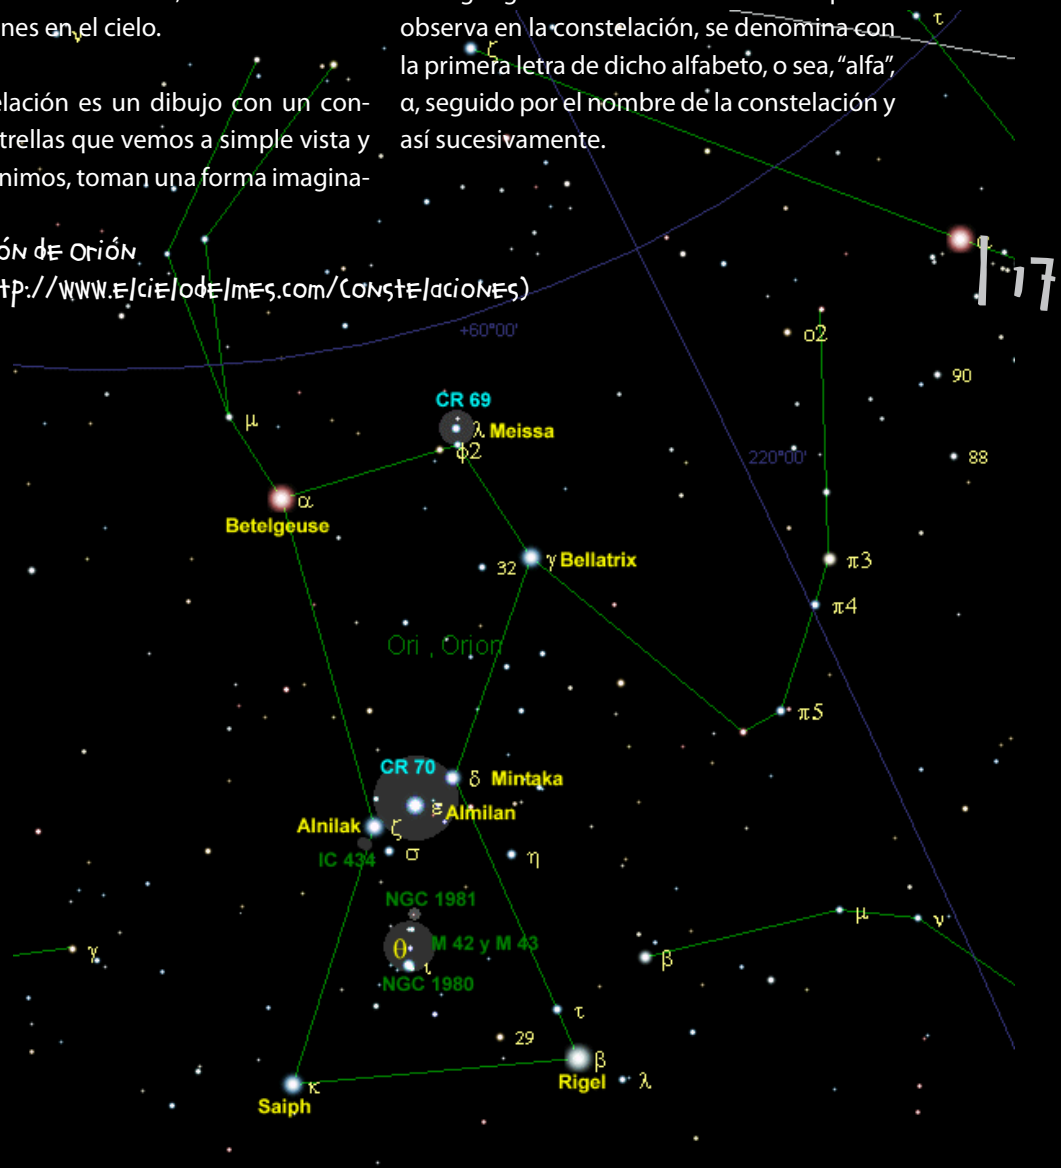 nes en el cielo.
elación es un dibujo con un con-
trellas que vemos a simple vista y
nimos, toman una forma imagina-
observa en la constelación, se denomina con
la primera letra de dicho alfabeto, o sea, “alfa”,
α, seguido por el nombre de la constelación y
así sucesivamente.
ón de Orión
tp://www.elcielodelmes.com/Constelaciones)
17
ν
ζ
τ
α
+60°00'
o2
90
CR 69
λ Meissa
φ2
μ
220°00'
88
α
Betelgeuse
32
γ Bellatrix
π3
π4
Ori , Orion
π5
CR 70
δ Mintaka
ε Almilan
Alnilak ζ
IC 434
σ
η
NGC 1981
μ
ν
γ
θ
M 42 y M 43
β
ι
NGC 1980
τ
29
β
Rigel
λ
κ
Saiph